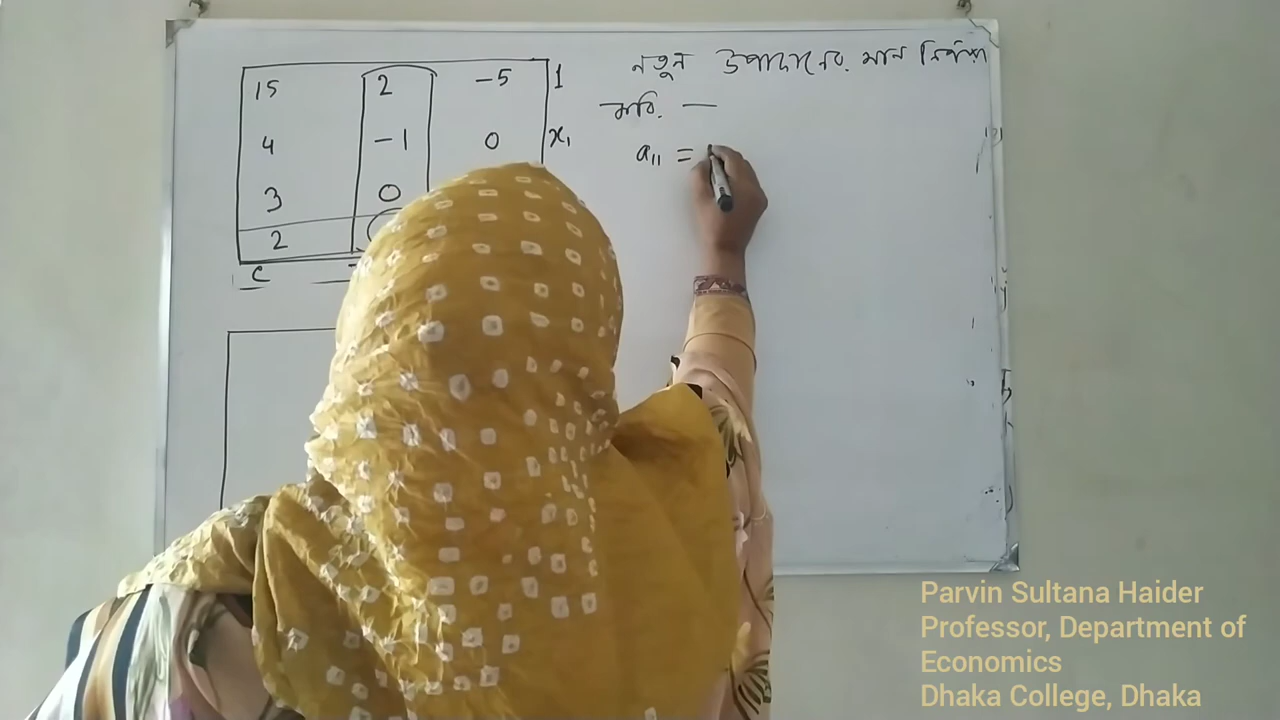 15 2 -5 1
4 -1 0 x₁
3 0
2
c
নতুন উপাদানের মান নির্ণয়
করি. —
a₁₁ =
Parvin Sultana Haider
Professor, Department of
Economics
Dhaka College, Dhaka